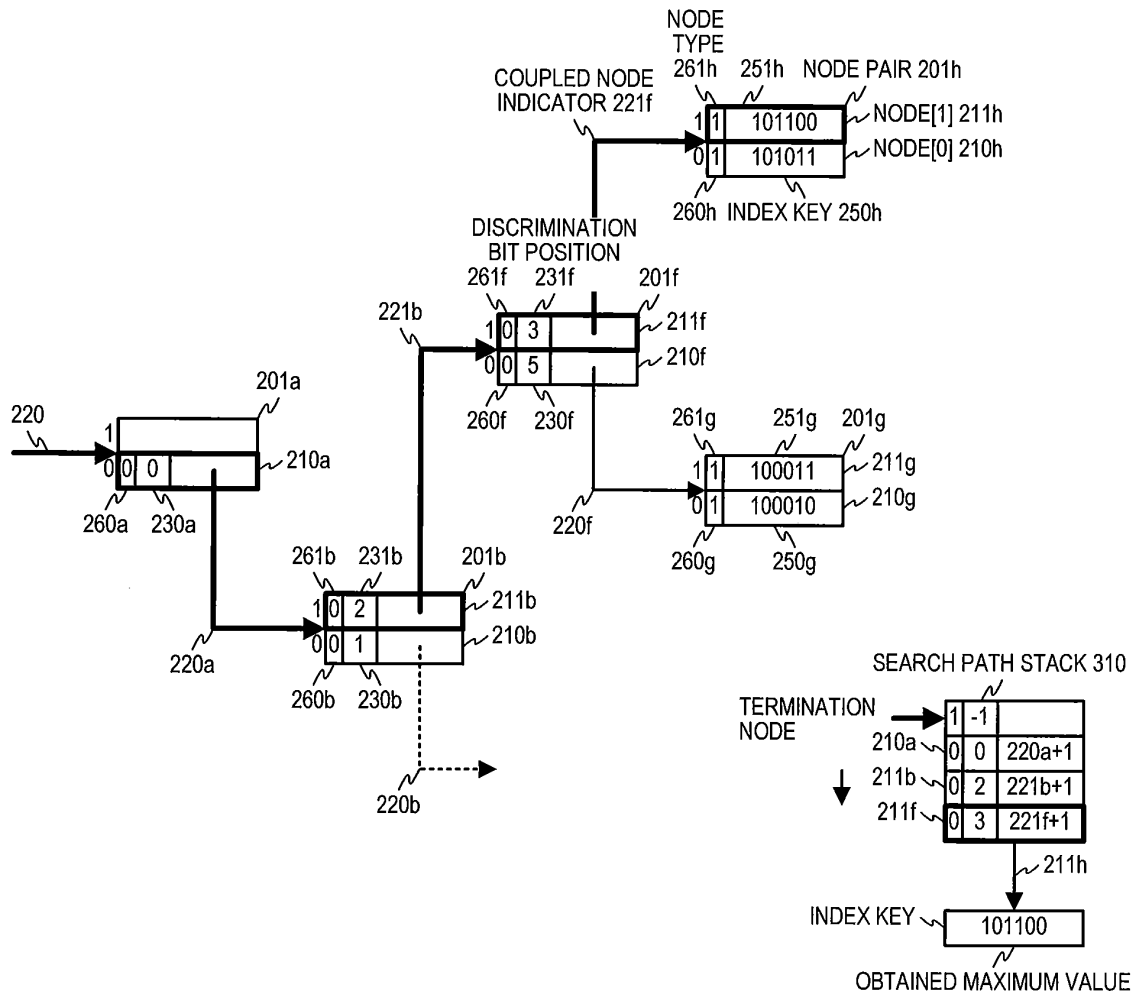 NODE
TYPE
261h 251h NODE PAIR 201h
COUPLED NODE
INDICATOR 221f
1 1 101100 NODE[1] 211h
0 1 101011 NODE[0] 210h
260h INDEX KEY 250h
DISCRIMINATION
BIT POSITION
261f 231f 201f
221b
1 0 3 211f
0 0 5 210f
260f 230f
201a
220
1
0 0 0 210a
260a 230a
261g 251g 201g
1 1 100011 211g
0 1 100010 210g
220f
260g 250g
261b 231b 201b
1 0 2 211b
0 0 1 210b
220a
260b 230b
220b
SEARCH PATH STACK 310
TERMINATION
NODE
1 -1
210a 0 0 220a+1
211b 0 2 221b+1
211f 0 3 221f+1
211h
INDEX KEY 101100
OBTAINED MAXIMUM VALUE